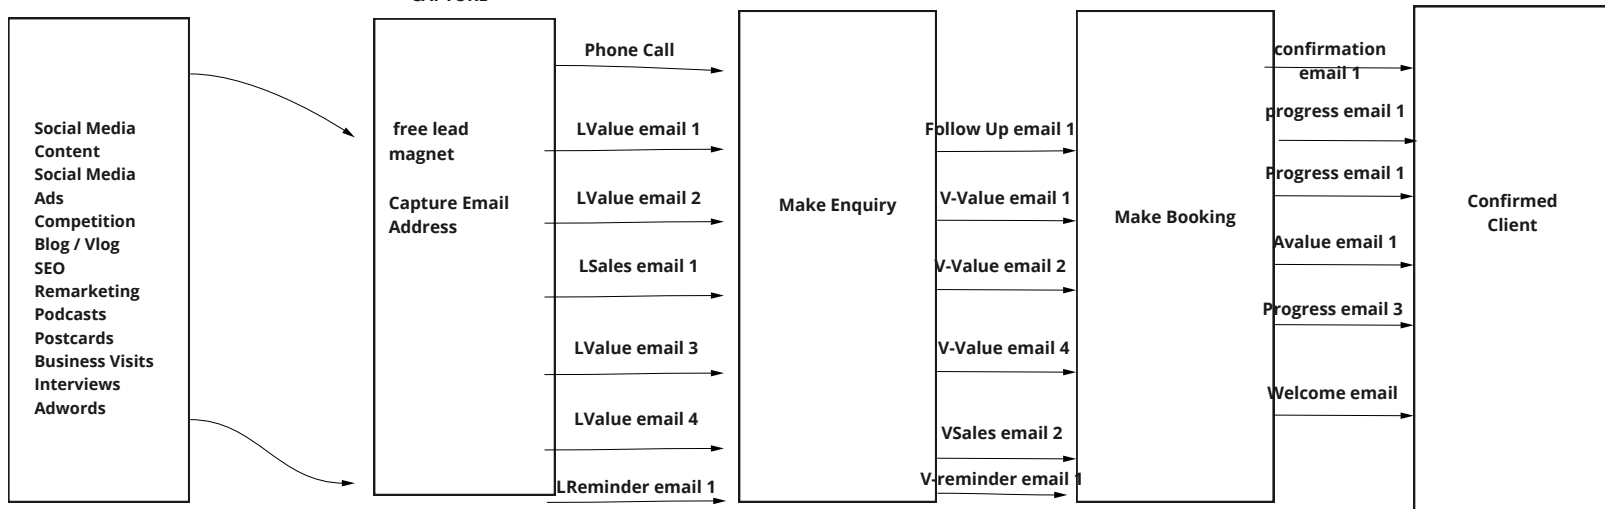 Social Media
Content
Social Media
Ads
Competition
Blog / Vlog
SEO
Remarketing
Podcasts
Postcards
Business Visits
Interviews
Adwords
free lead
magnet
Capture Email
Address
Phone Call
LValue email 1
LValue email 2
LSales email 1
LValue email 3
LValue email 4
LReminder email 1
Make Enquiry
Follow Up email 1
V-Value email 1
V-Value email 2
V-Value email 4
VSales email 2
V-reminder email 1
Make Booking
confirmation
email 1
progress email 1
Progress email 1
Avalue email 1
Progress email 3
Welcome email
Confirmed
Client